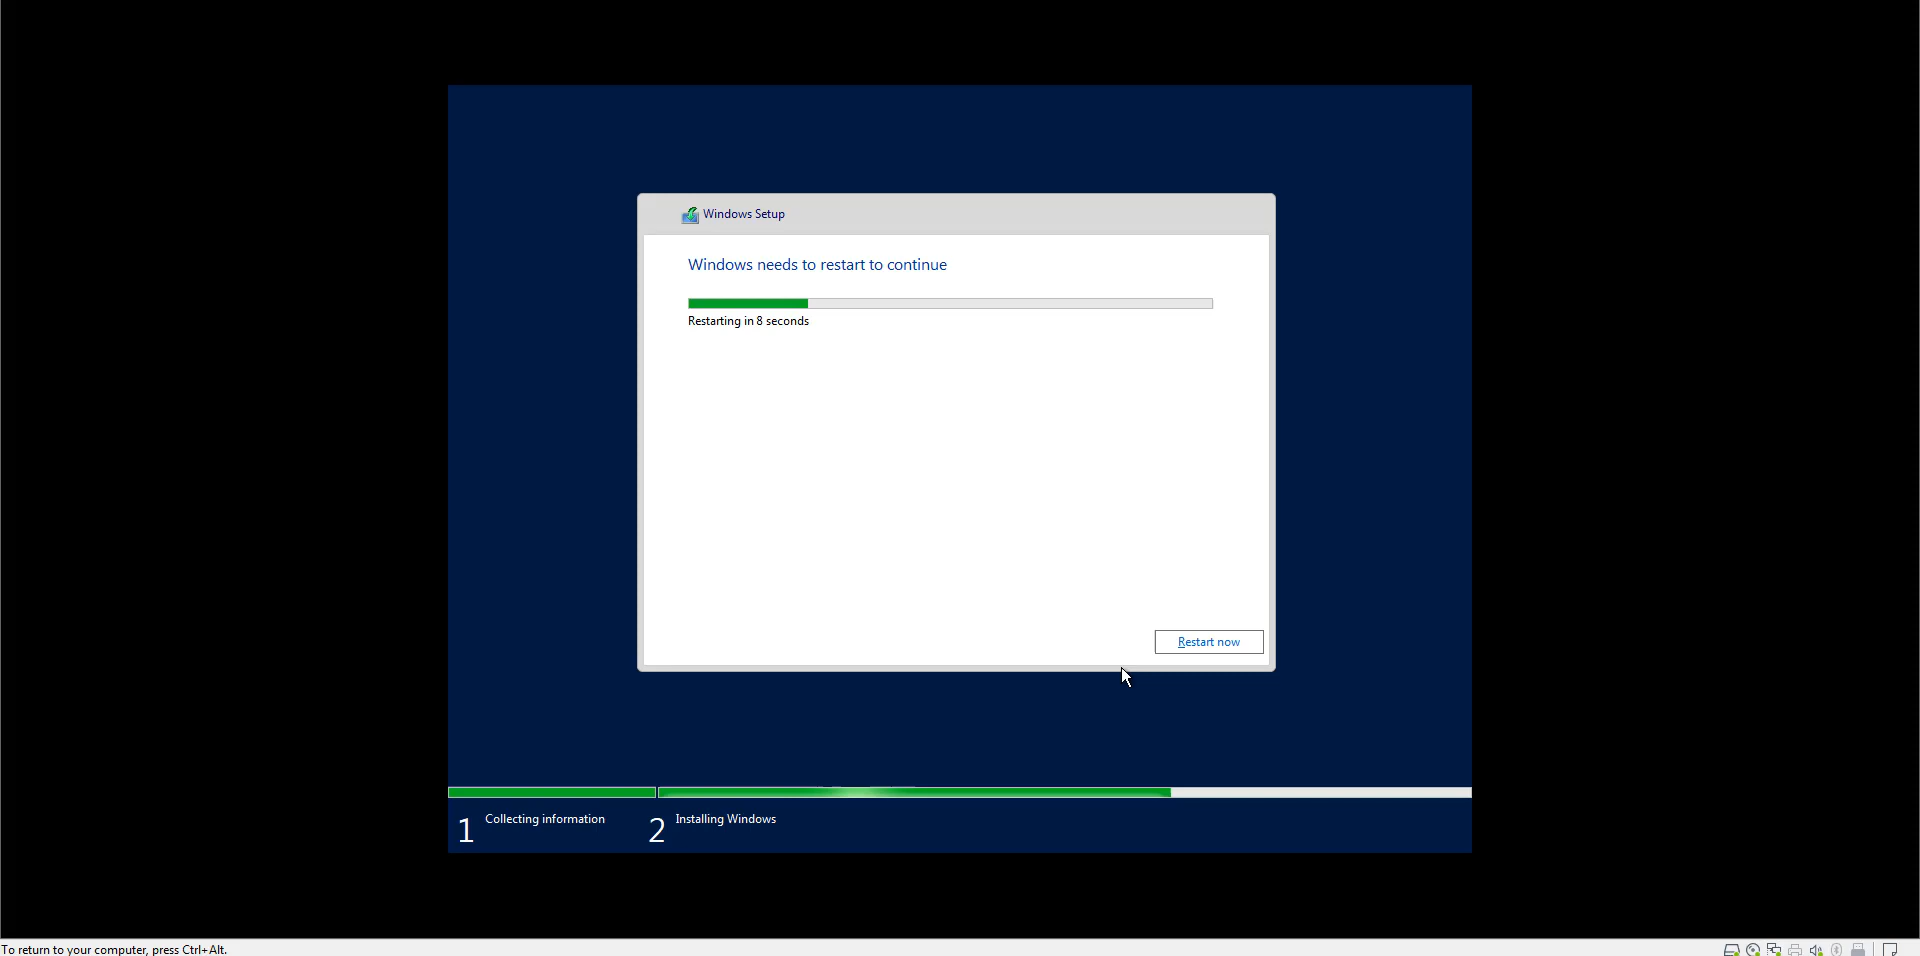 Windows Setup
Windows needs to restart to continue
Restarting in 8 seconds
Restart now
1 Collecting information 2 Installing Windows
To return to your computer, press Ctrl+Alt.